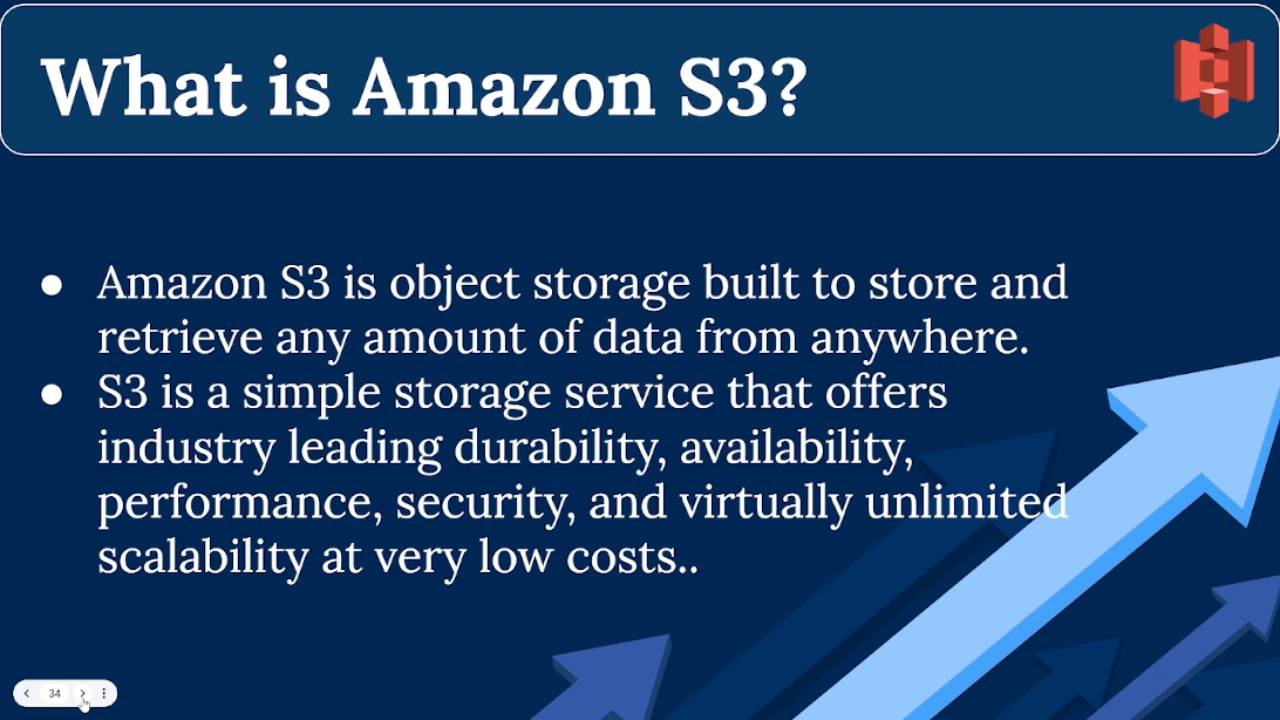 What is Amazon S3?
● Amazon S3 is object storage built to store and
retrieve any amount of data from anywhere.
● S3 is a simple storage service that offers
industry leading durability, availability,
performance, security, and virtually unlimited
scalability at very low costs..
34